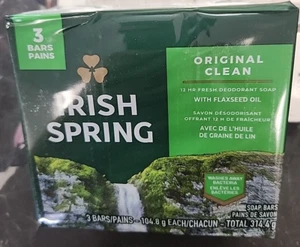 3
BARS
PAINS
IRISH
SPRING
ORIGINAL
CLEAN
12 HR FRESH DEODORANT SOAP
WITH FLAXSEED OIL
SAVON DÉSODORISANT
OFFRANT 12 H DE FRAÎCHEUR
AVEC DE L'HUILE
DE GRAINE DE LIN
WASHES AWAY
BACTERIA
ENLÈVE LES
BACTÉRIES
SOAP BARS
PAINS DE SAVON
3 BARS/PAINS - 104.8 g EACH/CHACUN - TOTAL 314.4 g